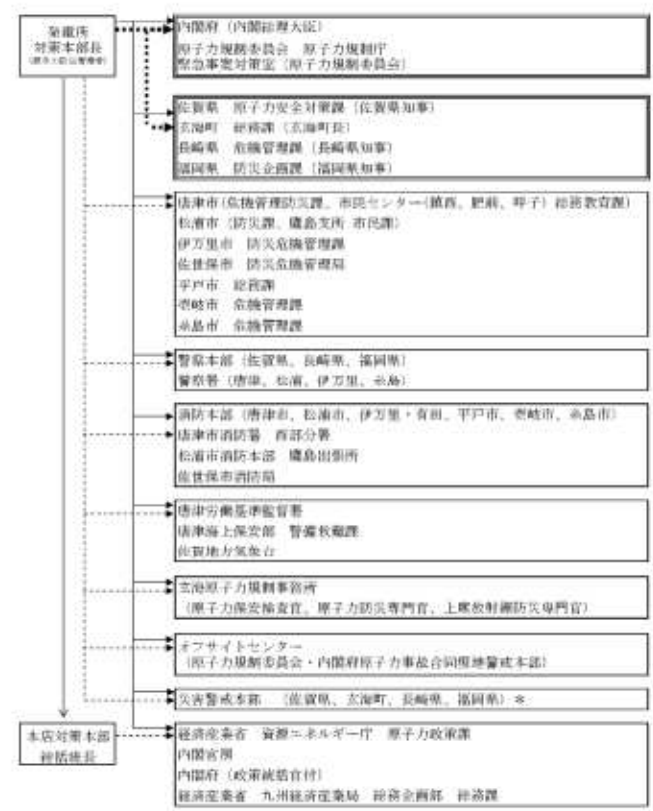 発電所
対策本部長
(原子力防災管理者)
内閣府（内閣総理大臣）
原子力規制委員会　原子力規制庁
緊急事案対策室（原子力規制委員会）
佐賀県　原子力安全対策課（佐賀県知事）
玄海町　総務課（玄海町長）
長崎県　危機管理課（長崎県知事）
福岡県　防災企画課（福岡県知事）
唐津市(危機管理防災課、市民センター(鎮西、肥前、呼子）総務教育課）
松浦市（防災課、鷹島支所 市民課）
伊万里市　防災危機管理課
佐世保市　防災危機管理局
平戸市　総務課
壱岐市　危機管理課
糸島市　危機管理課
警察本部（佐賀県、長崎県、福岡県）
警察署（唐津、松浦、伊万里、糸島）
消防本部（唐津市、松浦市、伊万里・有田、平戸市、壱岐市、糸島市）
唐津市消防署　西部分署
松浦市消防本部　鷹島出張所
佐世保市消防局
唐津労働基準監督署
唐津海上保安部　警備救難課
佐賀地方気象台
玄海原子力規制事務所
（原子力保安検査官、原子力防災専門官、上席放射線防災専門官）
オフサイトセンター
（原子力規制委員会・内閣府原子力事故合同現地警戒本部）
災害警戒本部　（佐賀県、玄海町、長崎県、福岡県）＊
本店対策本部
総括班長
経済産業省　資源エネルギー庁　原子力政策課
内閣官房
内閣府（政策統括官付）
経済産業省　九州経済産業局　総務企画部　総務課